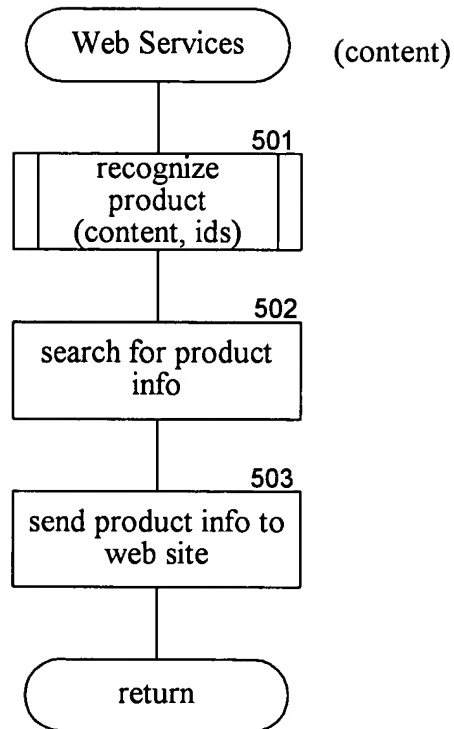 Web Services
(content)
501
recognize
product
(content, ids)
502
search for product
info
503
send product info to
web site
return